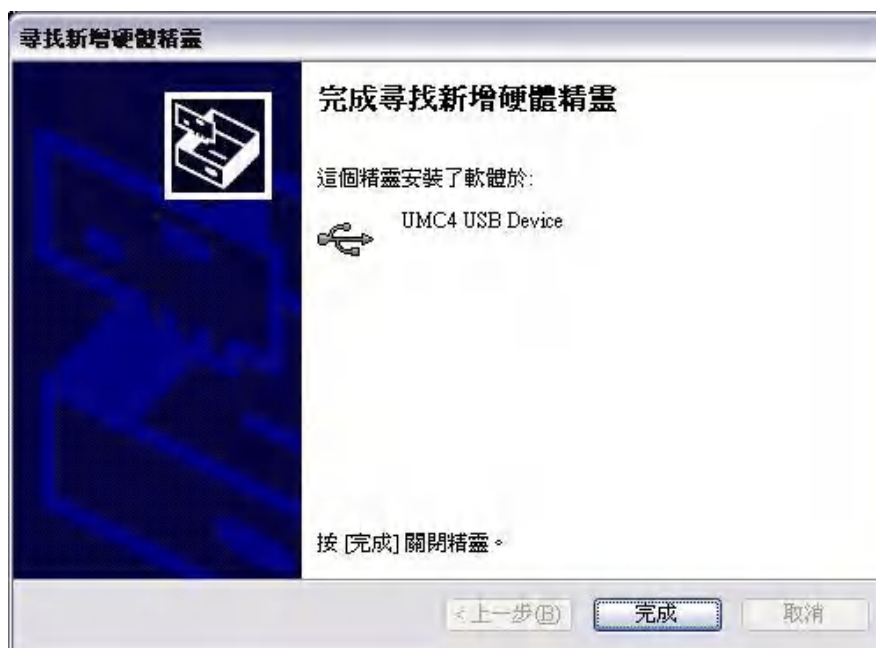 尋找新增硬體精靈
完成尋找新增硬體精靈
這個精靈安裝了軟體於:
UMC4 USB Device
按 [完成] 關閉精靈。
< 上一步(B)
完成
取消